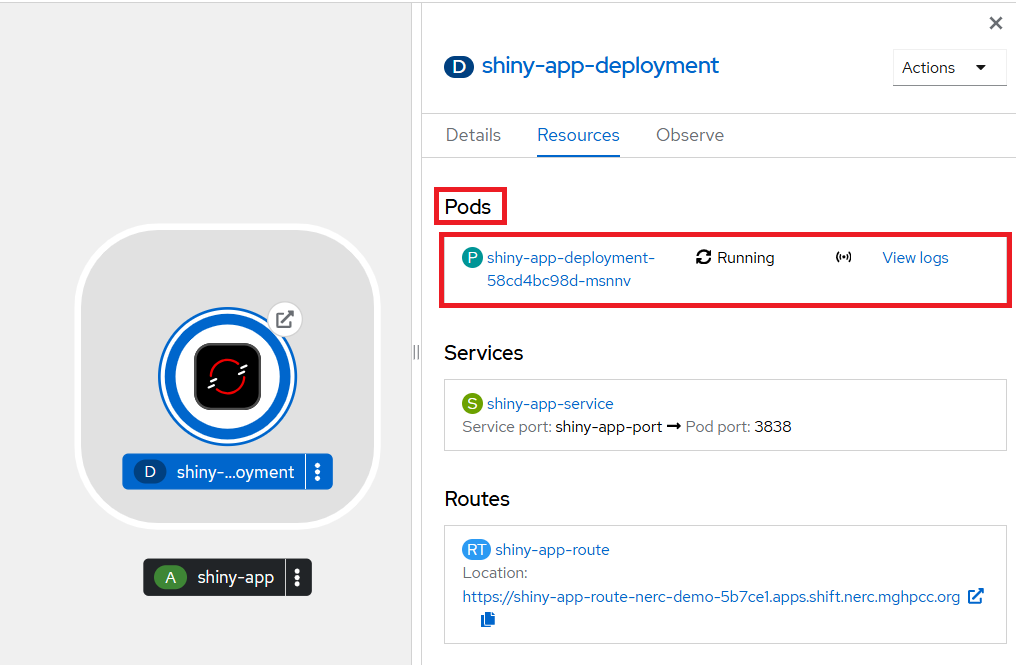 D shiny-app-deployment
Actions
Details Resources Observe
Pods
P shiny-app-deployment- Running View logs
58cd4bc98d-msnnv
Services
S shiny-app-service
Service port: shiny-app-port → Pod port: 3838
D shiny-...oyment
Routes
RT shiny-app-route
Location:
https://shiny-app-route-nerc-demo-5b7ce1.apps.shift.nerc.mghpcc.org
A shiny-app